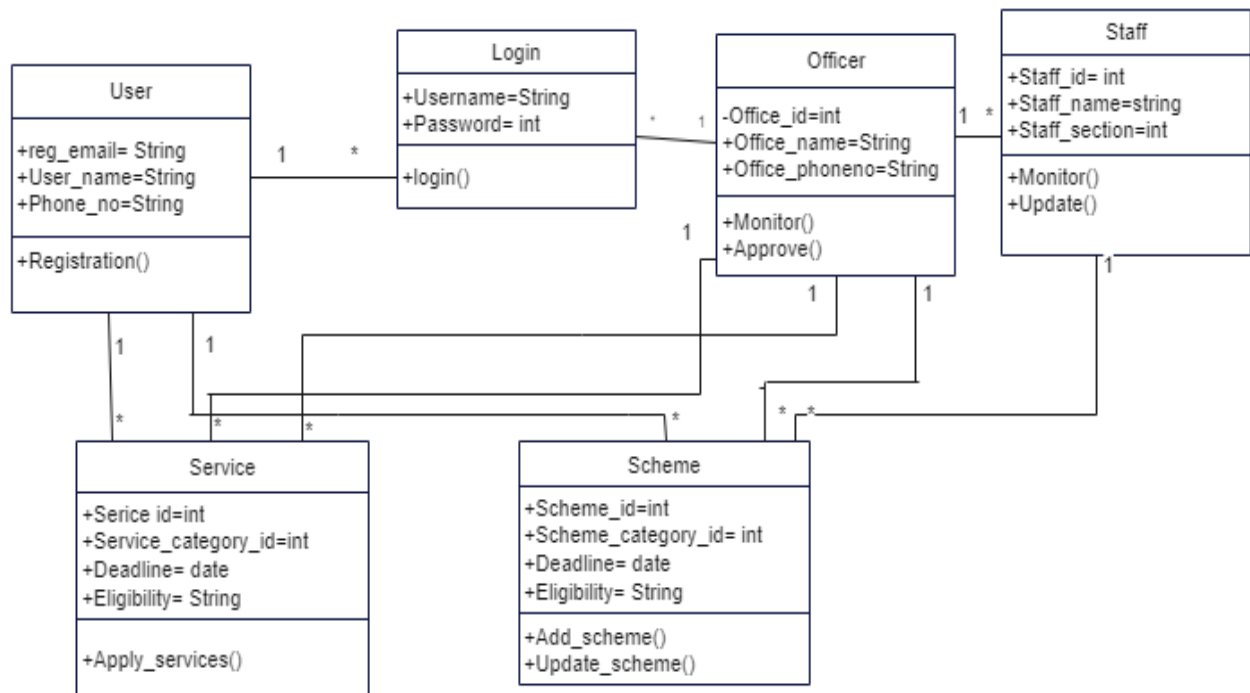 User
+reg_email= String
+User_name=String
+Phone_no=String
+Registration()
1
*
Login
+Username=String
+Password= int
+login()
*
1
Officer
-Office_id=int
+Office_name=String
+Office_phoneno=String
+Monitor()
+Approve()
1
*
Staff
+Staff_id= int
+Staff_name=string
+Staff_section=int
+Monitor()
+Update()
1
1
1
1
1
1
*
*
*
*
*
*
Service
+Serice id=int
+Service_category_id=int
+Deadline= date
+Eligibility= String
+Apply_services()
Scheme
+Scheme_id=int
+Scheme_category_id= int
+Deadline= date
+Eligibility= String
+Add_scheme()
+Update_scheme()